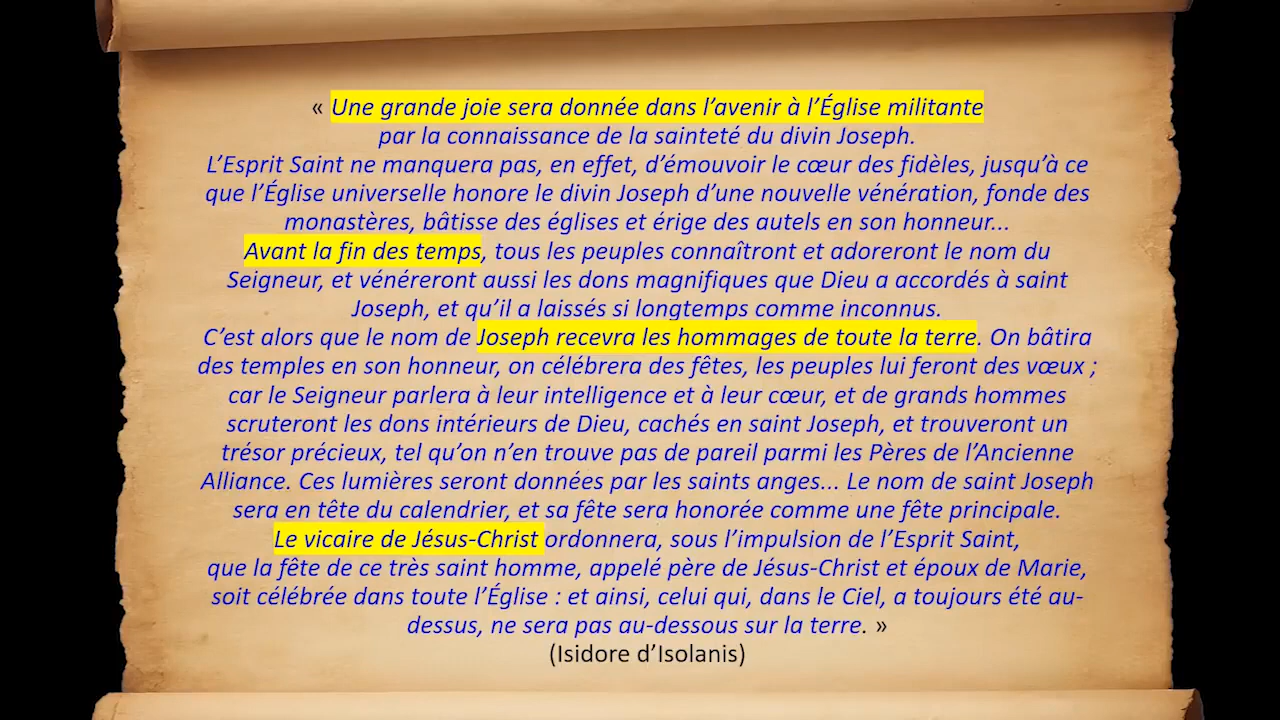 « Une grande joie sera donnée dans l’avenir à l’Église militante
par la connaissance de la sainteté du divin Joseph.
L’Esprit Saint ne manquera pas, en effet, d’émouvoir le cœur des fidèles, jusqu’à ce
que l’Église universelle honore le divin Joseph d’une nouvelle vénération, fonde des
monastères, bâtisse des églises et érige des autels en son honneur...
Avant la fin des temps, tous les peuples connaîtront et adoreront le nom du
Seigneur, et vénéreront aussi les dons magnifiques que Dieu a accordés à saint
Joseph, et qu’il a laissés si longtemps comme inconnus.
C’est alors que le nom de Joseph recevra les hommages de toute la terre. On bâtira
des temples en son honneur, on célébrera des fêtes, les peuples lui feront des vœux ;
car le Seigneur parlera à leur intelligence et à leur cœur, et de grands hommes
scruteront les dons intérieurs de Dieu, cachés en saint Joseph, et trouveront un
trésor précieux, tel qu’on n’en trouve pas de pareil parmi les Pères de l’Ancienne
Alliance. Ces lumières seront données par les saints anges... Le nom de saint Joseph
sera en tête du calendrier, et sa fête sera honorée comme une fête principale.
Le vicaire de Jésus-Christ ordonnera, sous l’impulsion de l’Esprit Saint,
que la fête de ce très saint homme, appelé père de Jésus-Christ et époux de Marie,
soit célébrée dans toute l’Église : et ainsi, celui qui, dans le Ciel, a toujours été au-
dessus, ne sera pas au-dessous sur la terre. »
(Isidore d’Isolanis)